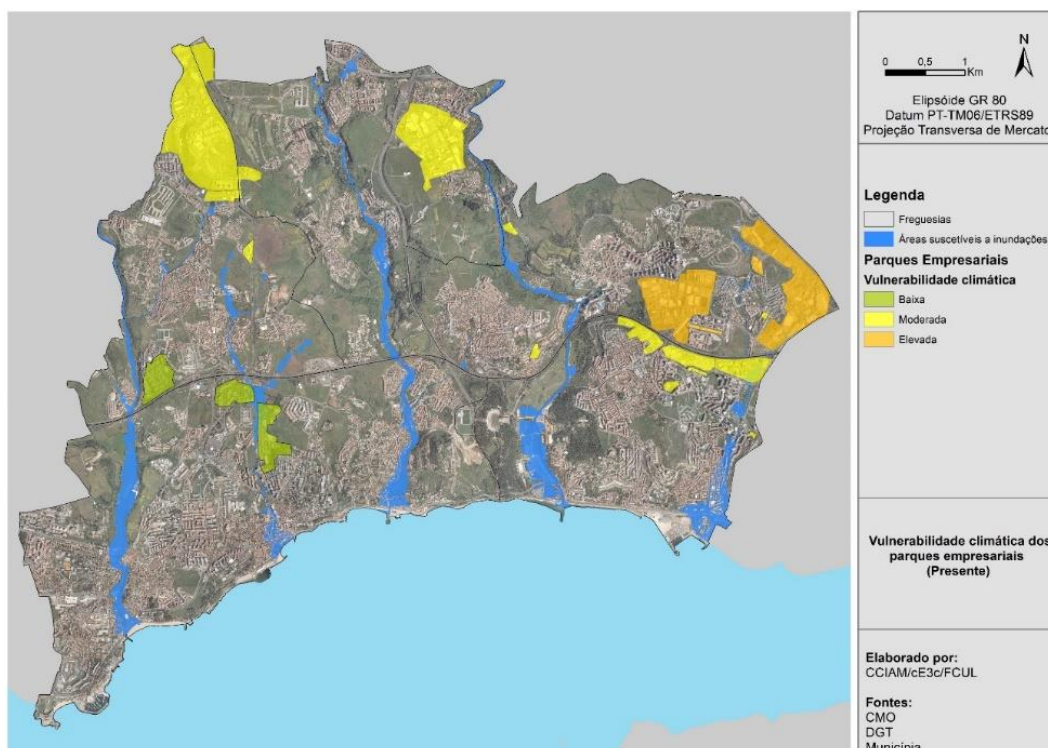 N
0 0,5 1
Km
Elipsóide GR 80
Datum PT-TM06/ETRS89
Projeção Transversa de Mercato
Legenda
Freguesias
Áreas suscetíveis a inundações
Parques Empresariais
Vulnerabilidade climática
Baixa
Moderada
Elevada
Vulnerabilidade climática dos
parques empresariais
(Presente)
Elaborado por:
CCIAM/cE3c/FCUL
Fontes:
CMO
DGT
Municípia